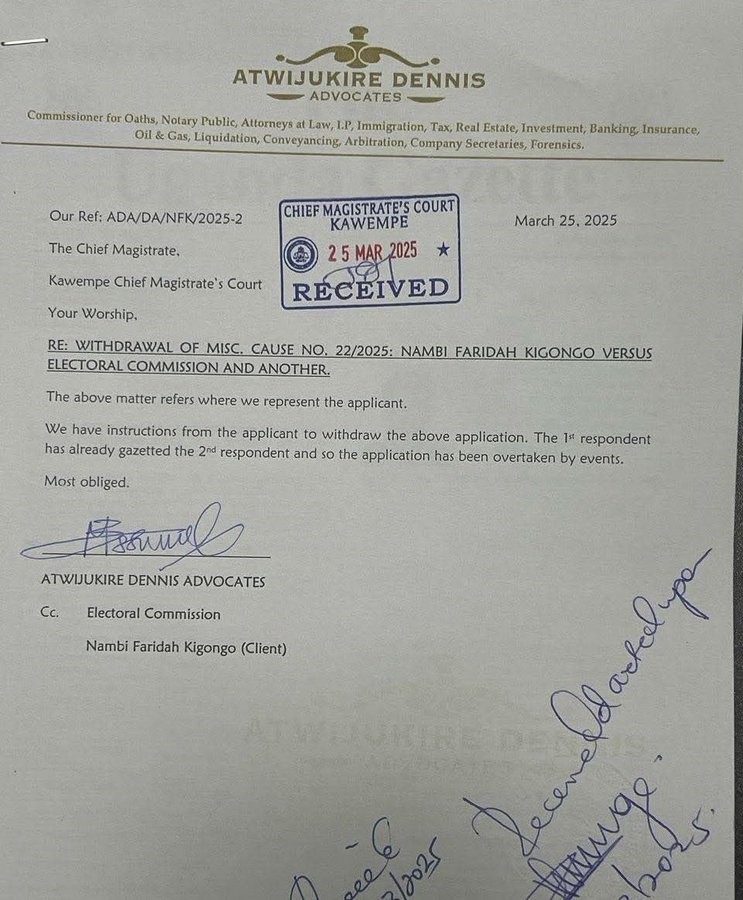 ATWIJUKIRE DENNIS
ADVOCATES
Commissioner for Oaths, Notary Public, Attorneys at Law, I.P, Immigration, Tax, Real Estate, Investment, Banking, Insurance,
Oil & Gas, Liquidation, Conveyancing, Arbitration, Company Secretaries, Forensics.
Our Ref: ADA/DA/NFK/2025-2
CHIEF MAGISTRATE'S COURT
KAWEMPE
25 MAR 2025
RECEIVED
March 25, 2025
The Chief Magistrate,
Kawempe Chief Magistrate`s Court
Your Worship,
RE: WITHDRAWAL OF MISC. CAUSE NO. 22/2025: NAMBI FARIDAH KIGONGO VERSUS
ELECTORAL COMMISSION AND ANOTHER.
The above matter refers where we represent the applicant.
We have instructions from the applicant to withdraw the above application. The 1st respondent
has already gazetted the 2nd respondent and so the application has been overtaken by events.
Most obliged.
ATWIJUKIRE DENNIS ADVOCATES
Cc. Electoral Commission
Nambi Faridah Kigongo (Client)
ATWIJUKIRE DENNIS
ADVOCATES
upon
/2025
/2025.